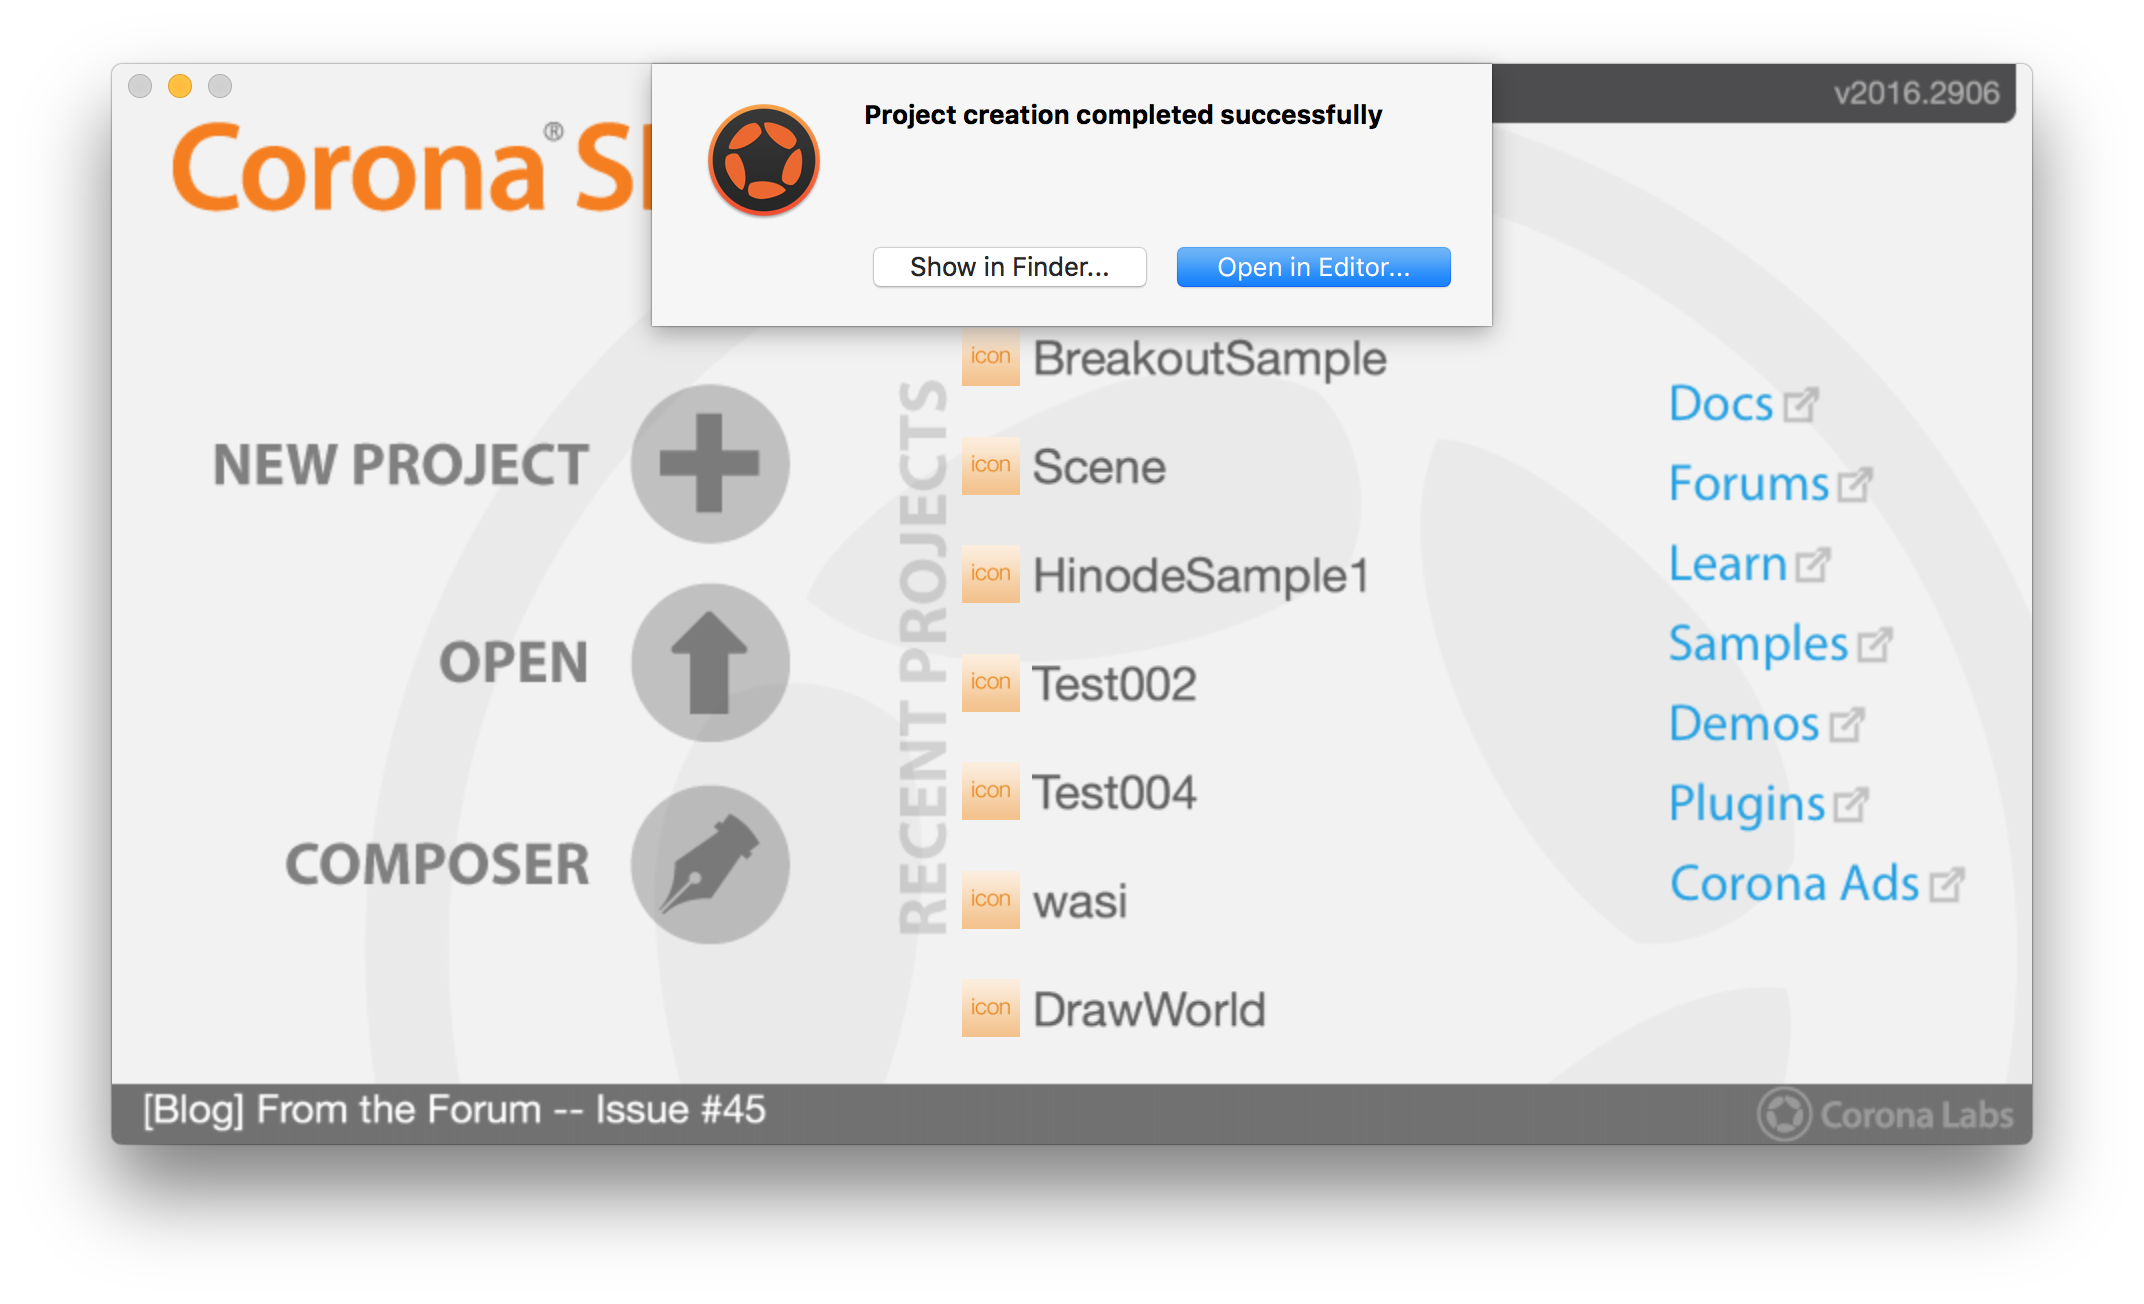 v2016.2906
Corona® S
Project creation completed successfully
Show in Finder...
Open in Editor...
NEW PROJECT
OPEN
COMPOSER
RECENT PROJECTS
icon BreakoutSample
icon Scene
icon HinodeSample1
icon Test002
icon Test004
icon wasi
icon DrawWorld
Docs
Forums
Learn
Samples
Demos
Plugins
Corona Ads
[Blog] From the Forum -- Issue #45
Corona Labs